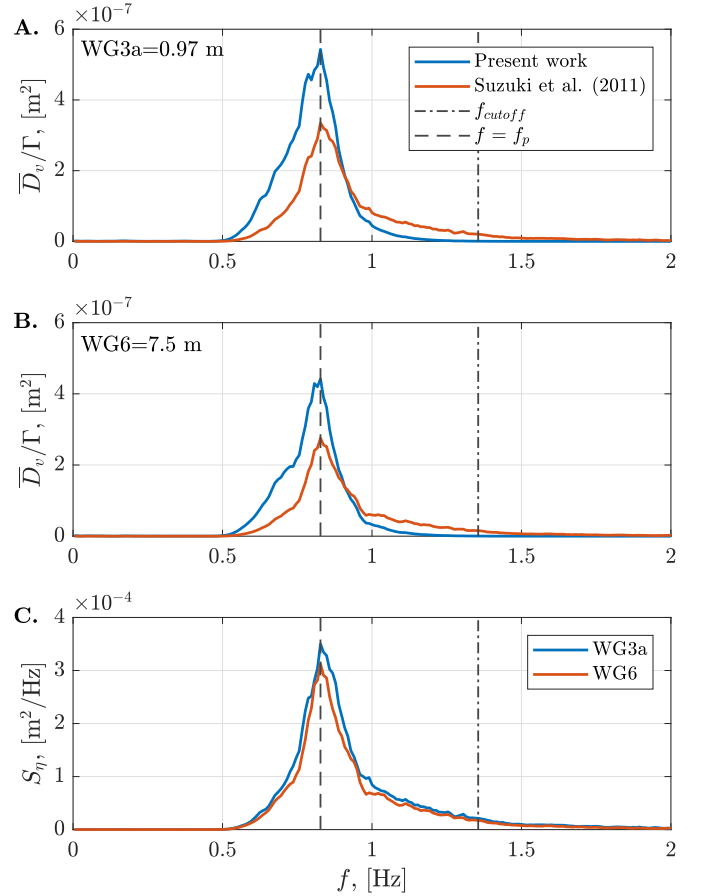 A.
×10⁻⁷
WG3a=0.97 m
D̅ᵥ/Γ, [m²]
6
4
2
0
0
0.5
1
1.5
2
Present work
Suzuki et al. (2011)
f_cutoff
f = f_p
B.
×10⁻⁷
WG6=7.5 m
D̅ᵥ/Γ, [m²]
6
4
2
0
0
0.5
1
1.5
2
C.
×10⁻⁴
S_η, [m²/Hz]
4
3
2
1
0
0
0.5
1
1.5
2
WG3a
WG6
f, [Hz]